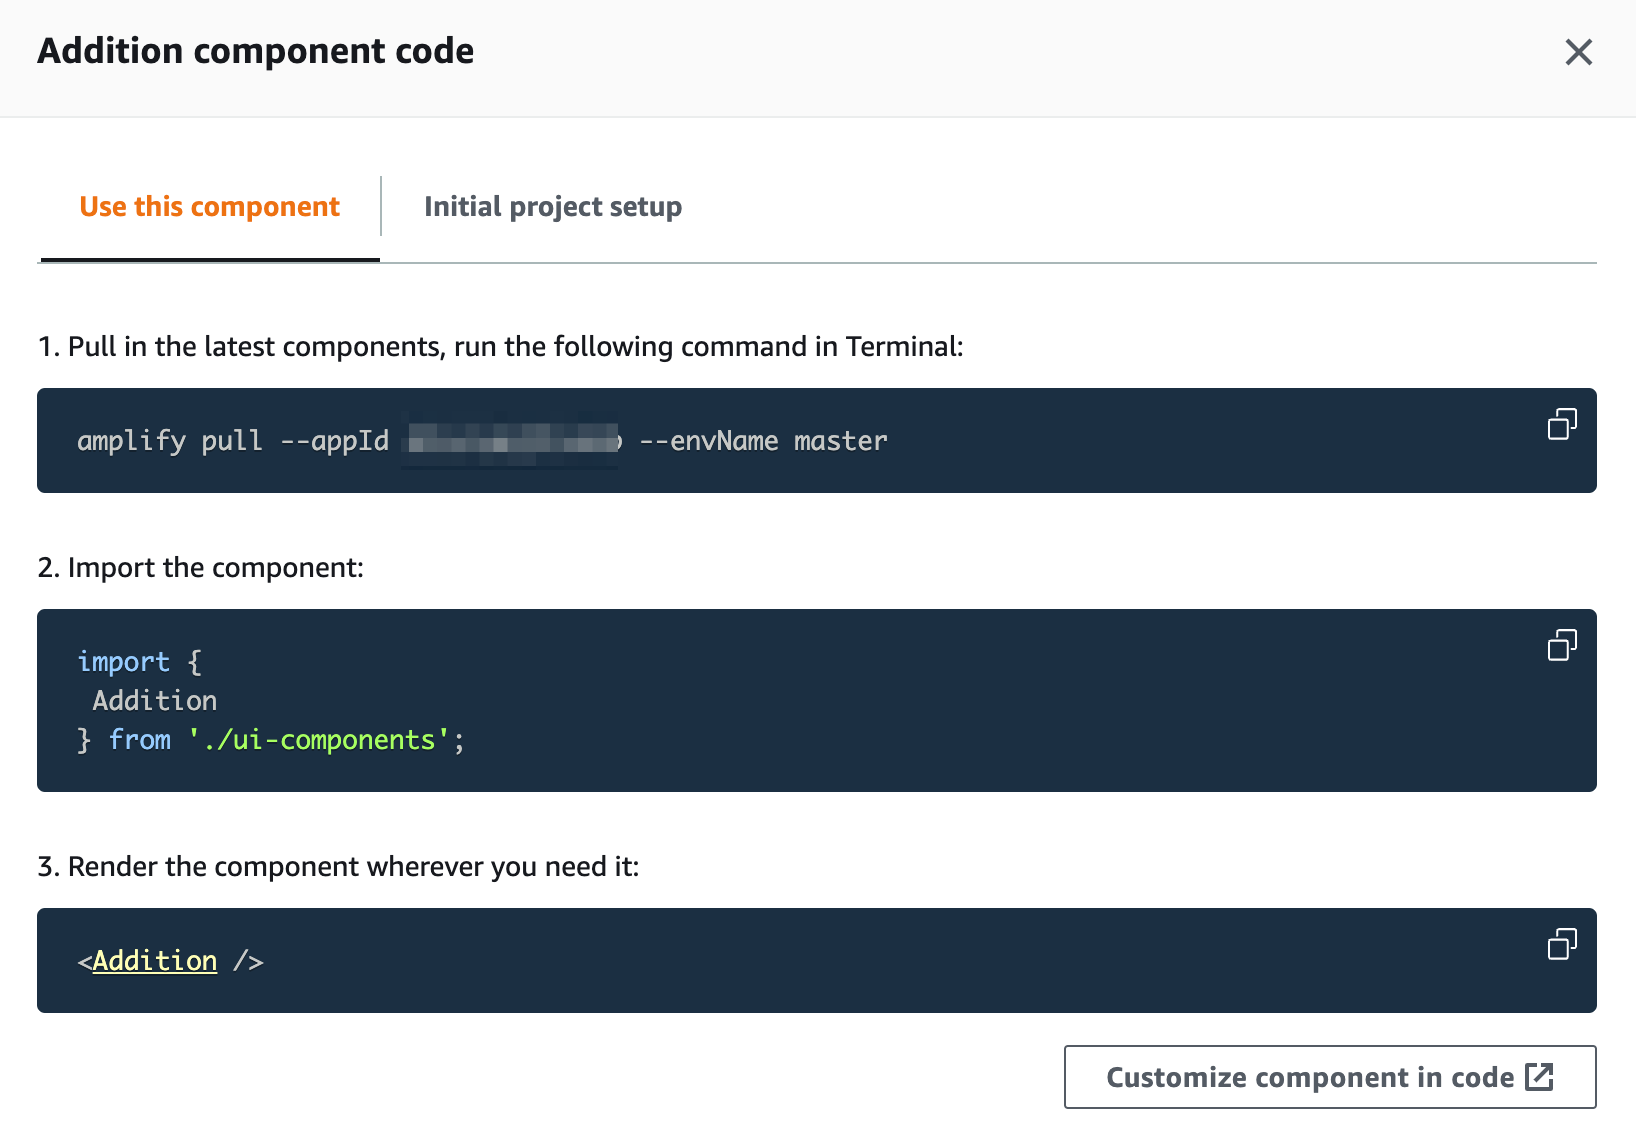 Addition component code
Use this component
Initial project setup
1. Pull in the latest components, run the following command in Terminal:
amplify pull --appId --envName master
2. Import the component:
import {
Addition
} from './ui-components';
3. Render the component wherever you need it:
<Addition />
Customize component in code